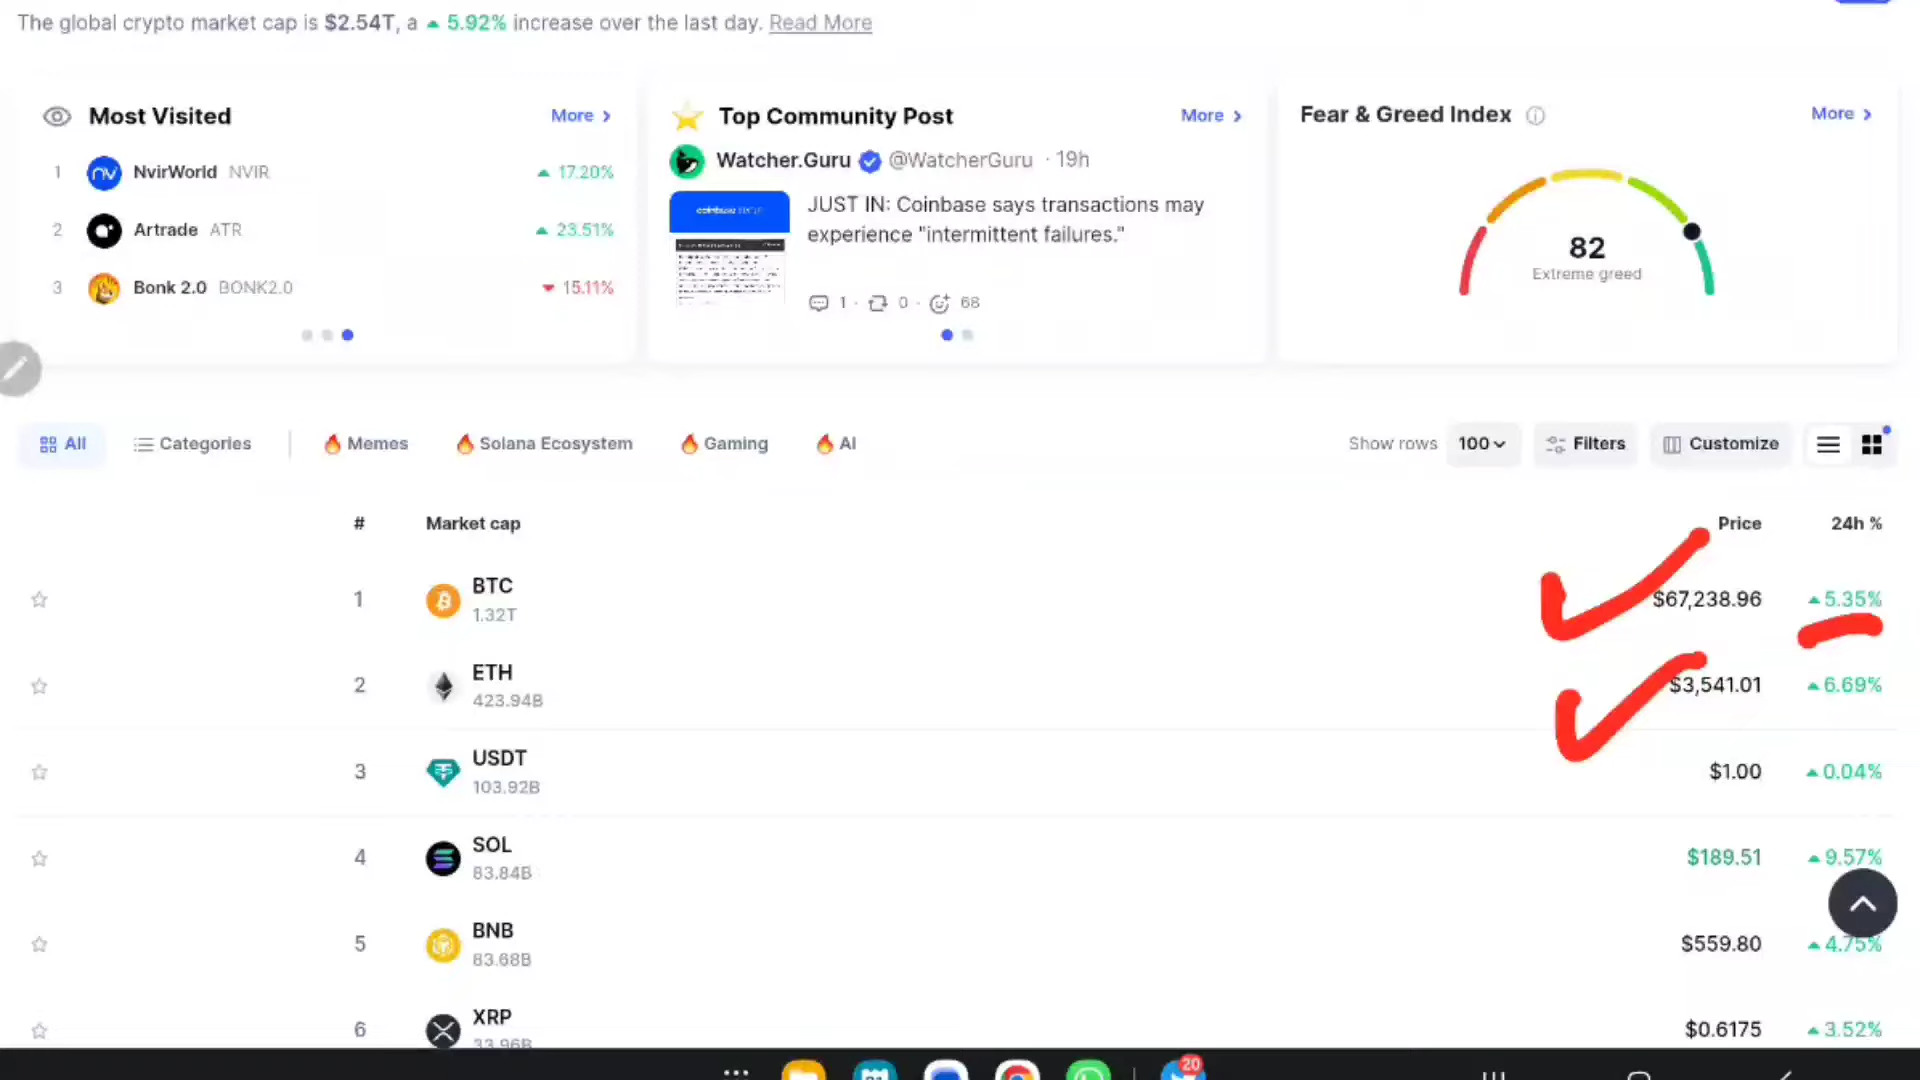 The global crypto market cap is $2.54T, a 5.92% increase over the last day. Read More
Most Visited
More
1 NvirWorld NVIR 17.20%
2 Artrade ATR 23.51%
3 Bonk 2.0 BONK2.0 15.11%
Top Community Post
More
Watcher.Guru @WatcherGuru · 19h
JUST IN: Coinbase says transactions may
experience "intermittent failures."
1 · 0 · 68
Fear & Greed Index
More
82
Extreme greed
All Categories Memes Solana Ecosystem Gaming AI Show rows 100 Filters Customize
# Market cap Price 24h %
1 BTC $67,238.96 5.35%
1.32T
2 ETH $3,541.01 6.69%
423.94B
3 USDT $1.00 0.04%
103.92B
4 SOL $189.51 9.57%
83.84B
5 BNB $559.80 4.75%
83.68B
6 XRP $0.6175 3.52%
33.96B
20